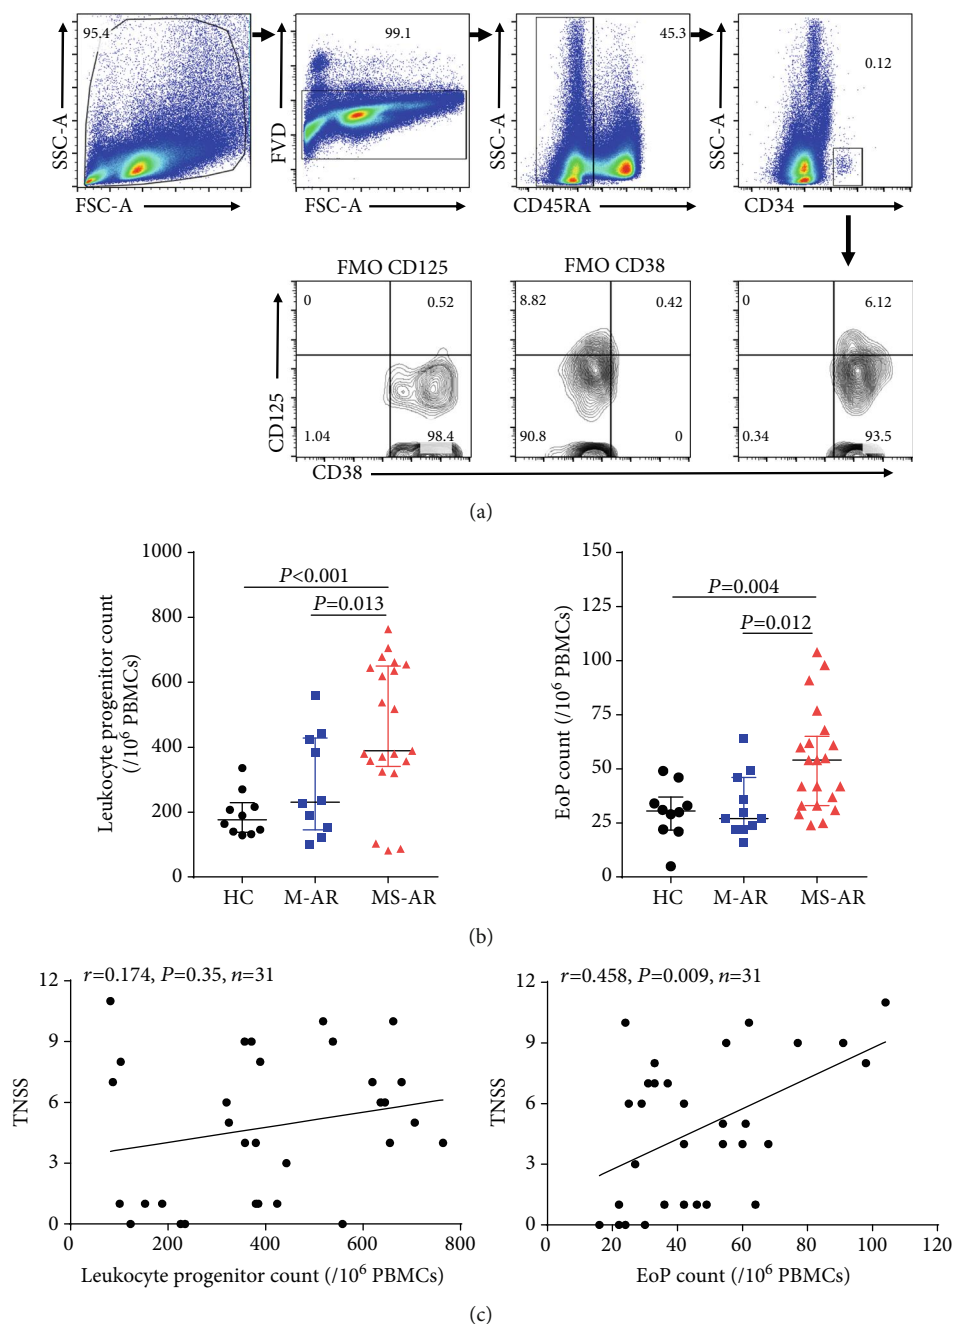 95.4
SSC-A
FSC-A
99.1
FVD
FSC-A
45.3
SSC-A
CD45RA
0.12
SSC-A
CD34
FMO CD125
0
0.52
1.04
98.4
CD125
FMO CD38
8.82
0.42
90.8
0
0
6.12
0.34
93.5
CD38
(a)
1000
800
600
400
200
0
Leukocyte progenitor count
(/10⁶ PBMCs)
P<0.001
P=0.013
HC
M-AR
MS-AR
150
125
100
75
50
25
0
EoP count (/10⁶ PBMCs)
P=0.004
P=0.012
HC
M-AR
MS-AR
(b)
r=0.174, P=0.35, n=31
12
9
6
3
0
TNSS
0
200
400
600
800
Leukocyte progenitor count (/10⁶ PBMCs)
r=0.458, P=0.009, n=31
12
9
6
3
0
TNSS
0
20
40
60
80
100
120
EoP count (/10⁶ PBMCs)
(c)